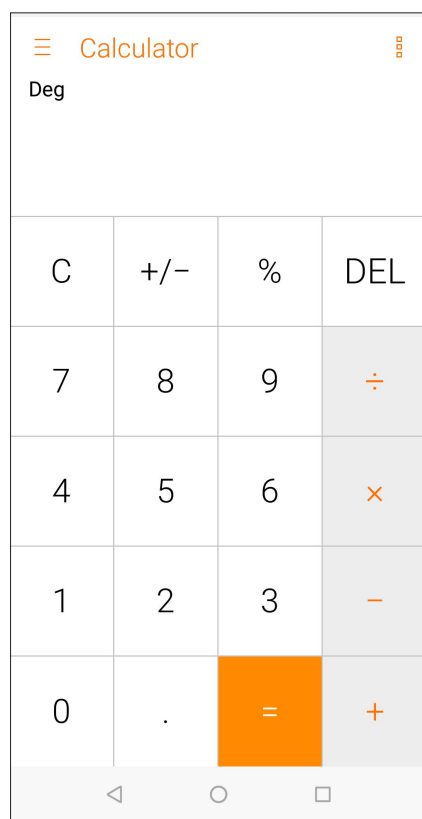 Calculator
Deg
C +/− % DEL
7 8 9 ÷
4 5 6 ×
1 2 3 −
0 . = +